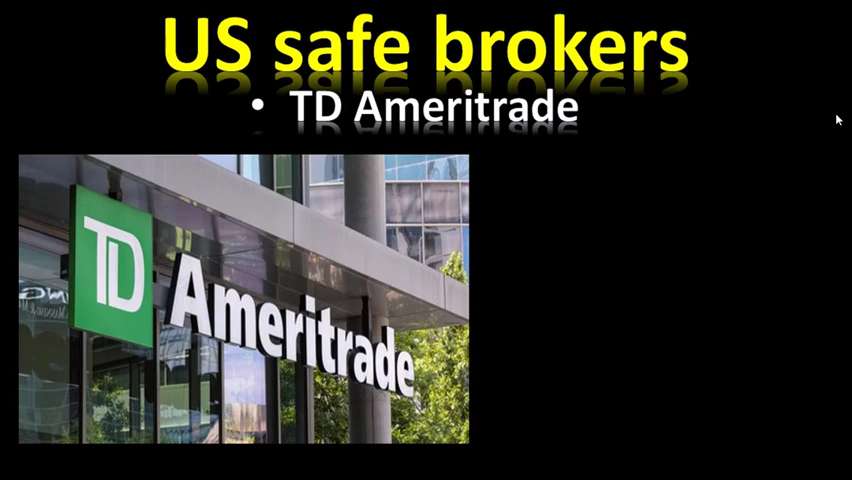 US safe brokers
• TD Ameritrade
TD Ameritrade